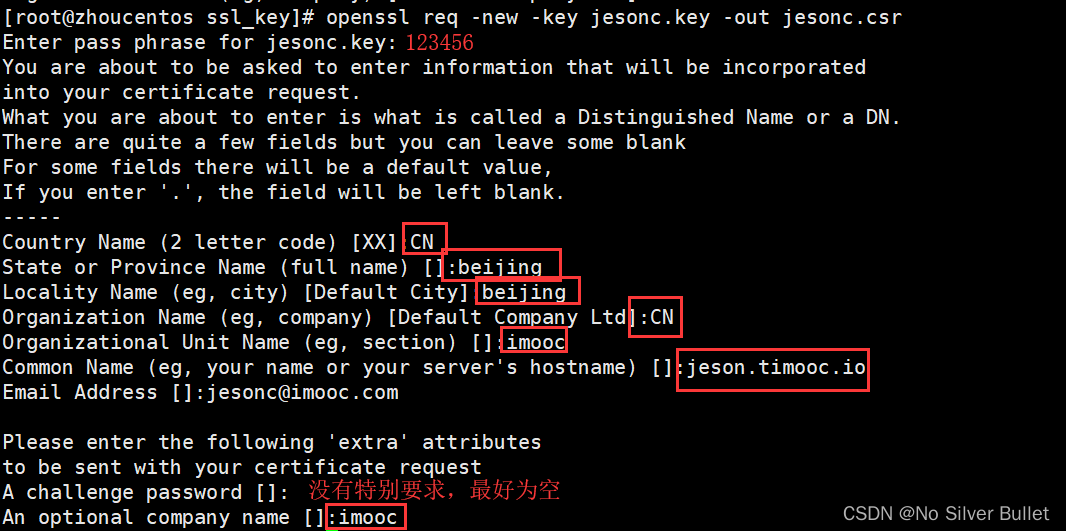 [root@zhoucentos ssl_key]# openssl req -new -key jesonc.key -out jesonc.csr
Enter pass phrase for jesonc.key: 123456
You are about to be asked to enter information that will be incorporated
into your certificate request.
What you are about to enter is what is called a Distinguished Name or a DN.
There are quite a few fields but you can leave some blank
For some fields there will be a default value,
If you enter '.', the field will be left blank.
-----
Country Name (2 letter code) [XX]:CN
State or Province Name (full name) []:beijing
Locality Name (eg, city) [Default City]:beijing
Organization Name (eg, company) [Default Company Ltd]:CN
Organizational Unit Name (eg, section) []:imooc
Common Name (eg, your name or your server's hostname) []:jeson.timooc.io
Email Address []:jesonc@imooc.com
Please enter the following 'extra' attributes
to be sent with your certificate request
A challenge password []: 没有特别要求，最好为空
An optional company name []:imooc
CSDN @No Silver Bullet